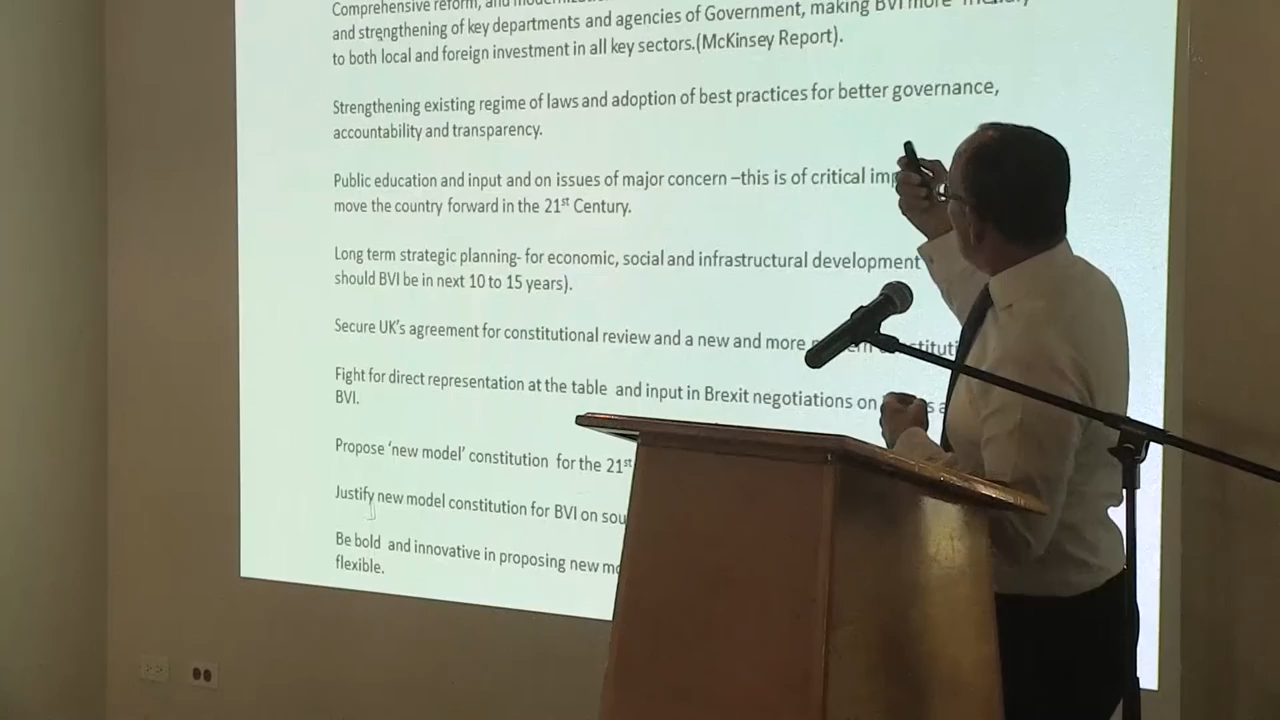 Comprehensive reform, and
and strengthening of key departments and agencies of Government, making BVI more
to both local and foreign investment in all key sectors.(McKinsey Report).
Strengthening existing regime of laws and adoption of best practices for better governance,
accountability and transparency.
Public education and input and on issues of major concern –this is of critical
move the country forward in the 21st Century.
Long term strategic planning- for economic, social and infrastructural development
should BVI be in next 10 to 15 years).
Secure UK's agreement for constitutional review and a new and more
Fight for direct representation at the table and input in Brexit negotiations on
BVI.
Propose 'new model' constitution for the 21st
Justify new model constitution for BVI on
Be bold and innovative in proposing new
flexible.